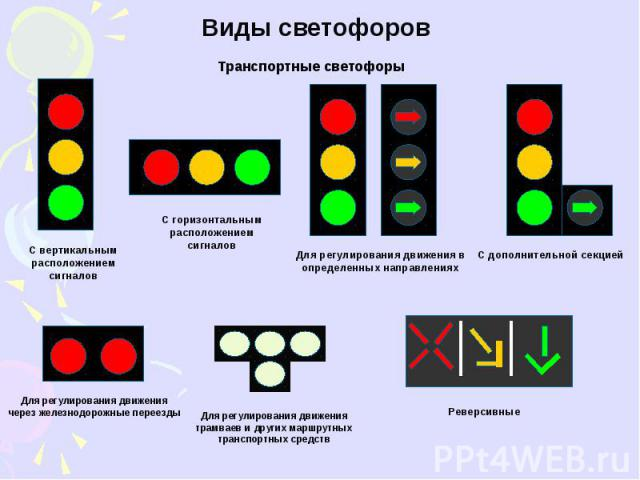 Виды светофоров
Транспортные светофоры
С вертикальным
расположением
сигналов
С горизонтальным
расположением
сигналов
Для регулирования движения в
определенных направлениях
С дополнительной секцией
Для регулирования движения
через железнодорожные переезды
Для регулирования движения
трамваев и других маршрутных
транспортных средств
Реверсивные
PPt4WEB.ru